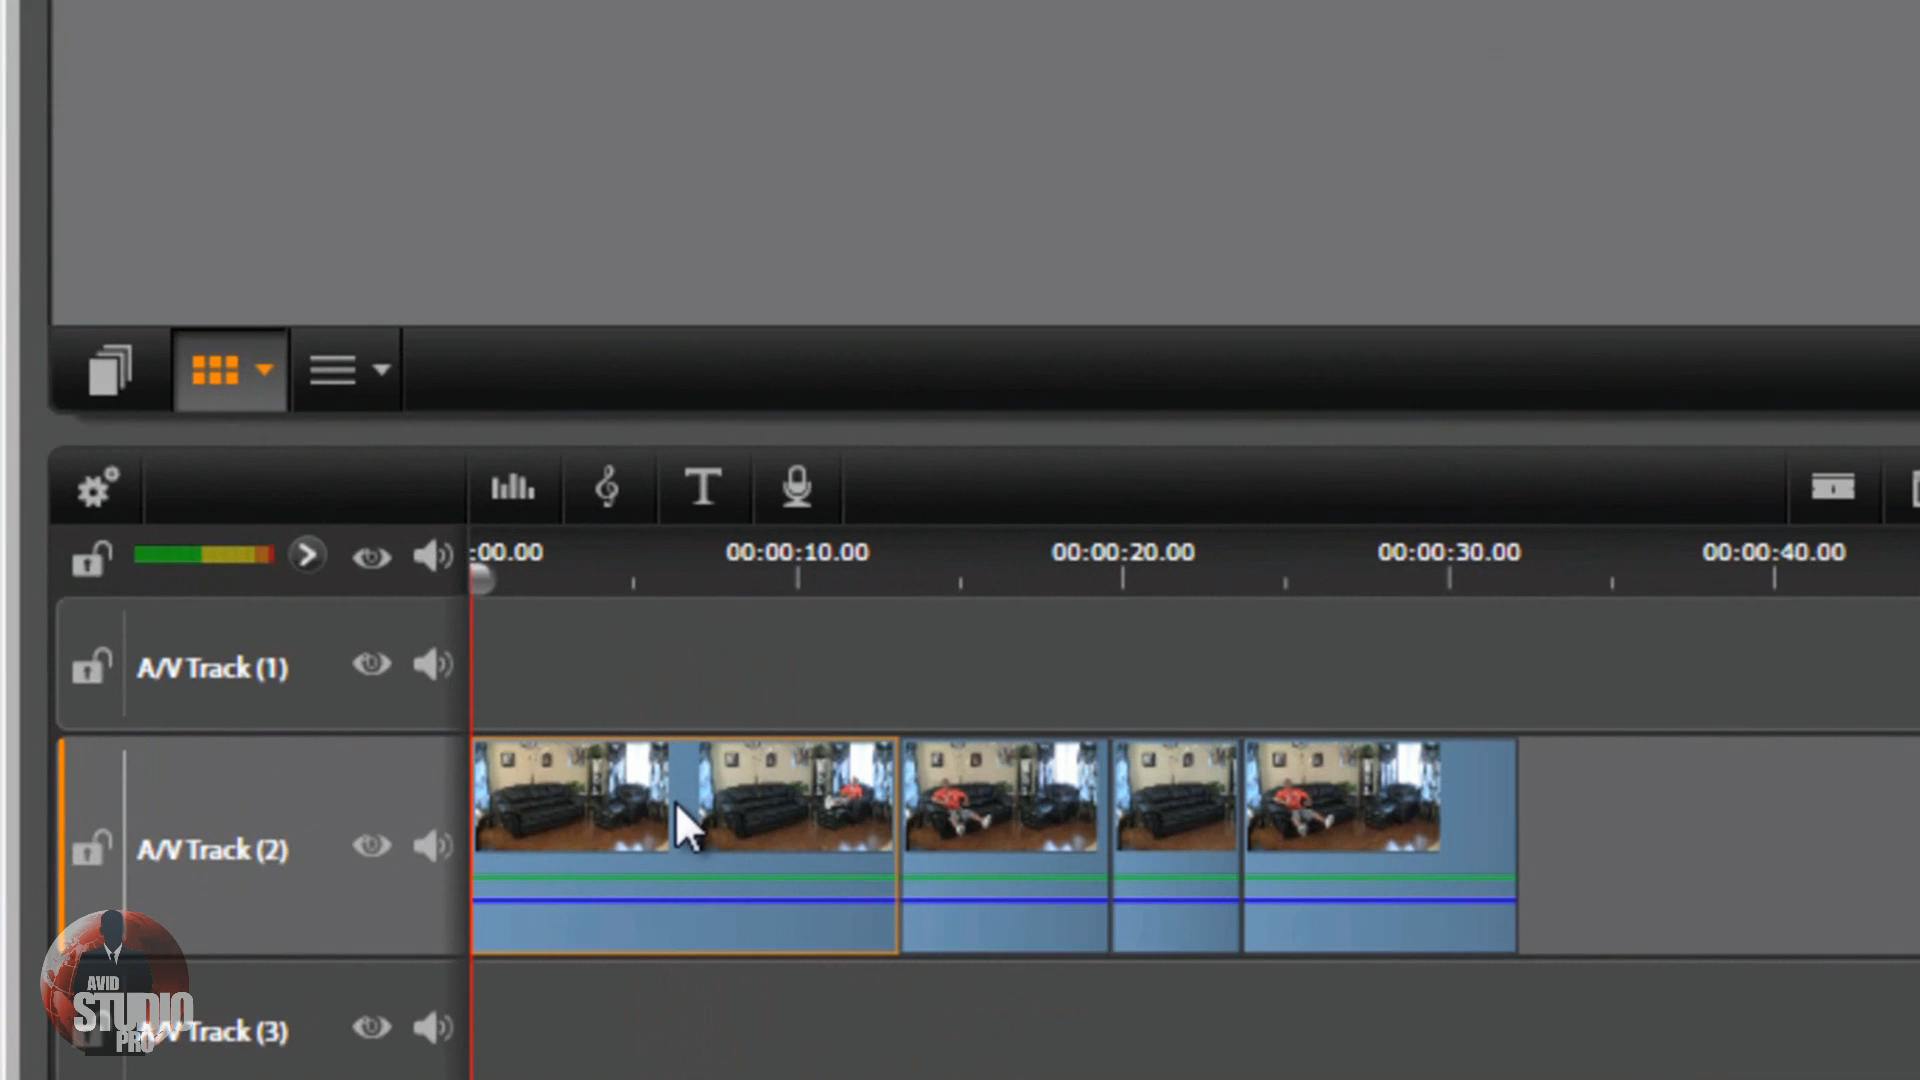 :00.00 00:00:10.00 00:00:20.00 00:00:30.00 00:00:40.00
A/V Track (1)
A/V Track (2)
A/V Track (3)
AVID
STUDIO
PRO